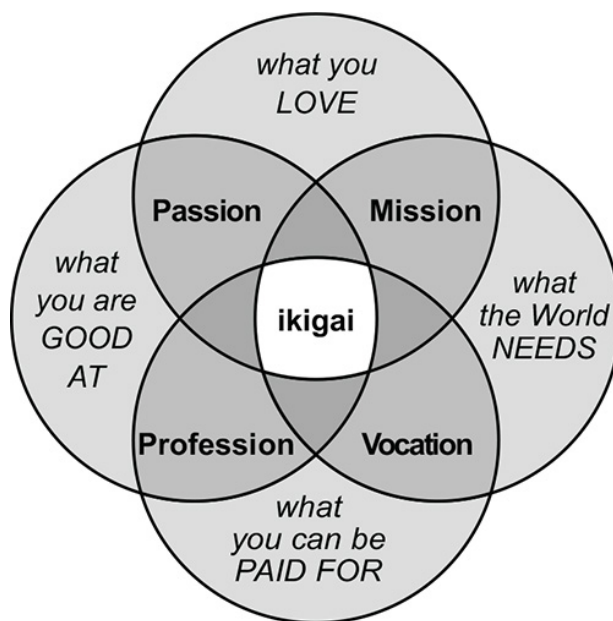 what you
LOVE
Passion
Mission
what
you are
GOOD
AT
ikigai
what
the World
NEEDS
Profession
Vocation
what
you can be
PAID FOR